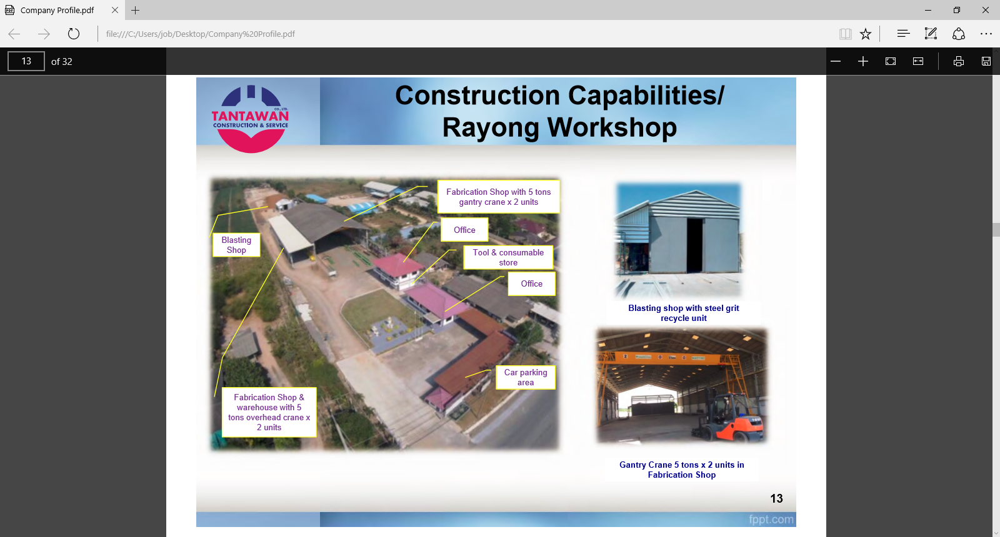 Company Profile.pdf
file:///C:/Users/job/Desktop/Company%20Profile.pdf
13 of 32
CO.,LTD.
TANTAWAN
CONSTRUCTION & SERVICE
Construction Capabilities/
Rayong Workshop
Fabrication Shop with 5 tons
gantry crane x 2 units
Office
Blasting
Shop
Tool & consumable
store
Office
Car parking
area
Fabrication Shop &
warehouse with 5
tons overhead crane x
2 units
Blasting shop with steel grit
recycle unit
2
Gantry Crane 5 tons x 2 units in
Fabrication Shop
13
fppt.com